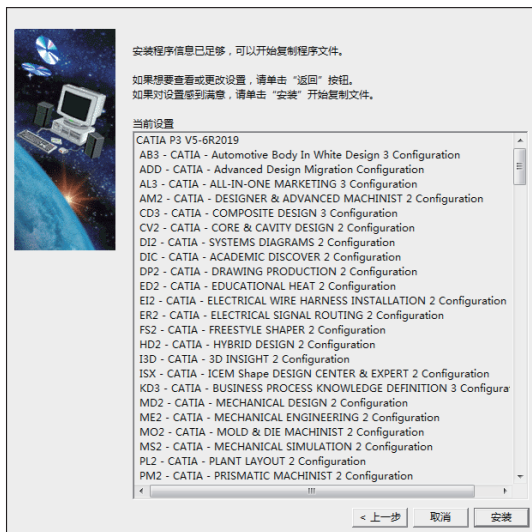 安装程序信息已足够，可以开始复制程序文件。
如果想要查看或更改设置，请单击“返回”按钮。
如果对设置感到满意，请单击“安装”开始复制文件。
当前设置
CATIA P3 V5-6R2019
AB3 - CATIA - Automotive Body In White Design 3 Configuration
ADD - CATIA - Advanced Design Migration Configuration
AL3 - CATIA - ALL-IN-ONE MARKETING 3 Configuration
AM2 - CATIA - DESIGNER & ADVANCED MACHINIST 2 Configuration
CD3 - CATIA - COMPOSITE DESIGN 3 Configuration
CV2 - CATIA - CORE & CAVITY DESIGN 2 Configuration
DI2 - CATIA - SYSTEMS DIAGRAMS 2 Configuration
DIC - CATIA - ACADEMIC DISCOVER 2 Configuration
DP2 - CATIA - DRAWING PRODUCTION 2 Configuration
ED2 - CATIA - EDUCATIONAL HEAT 2 Configuration
EI2 - CATIA - ELECTRICAL WIRE HARNESS INSTALLATION 2 Configuration
ER2 - CATIA - ELECTRICAL SIGNAL ROUTING 2 Configuration
FS2 - CATIA - FREESTYLE SHAPER 2 Configuration
HD2 - CATIA - HYBRID DESIGN 2 Configuration
I3D - CATIA - 3D INSIGHT 2 Configuration
ISX - CATIA - ICEM Shape DESIGN CENTER & EXPERT 2 Configuration
KD3 - CATIA - BUSINESS PROCESS KNOWLEDGE DEFINITION 3 Configura
MD2 - CATIA - MECHANICAL DESIGN 2 Configuration
ME2 - CATIA - MECHANICAL ENGINEERING 2 Configuration
MO2 - CATIA - MOLD & DIE MACHINIST 2 Configuration
MS2 - CATIA - MECHANICAL SIMULATION 2 Configuration
PL2 - CATIA - PLANT LAYOUT 2 Configuration
PM2 - CATIA - PRISMATIC MACHINIST 2 Configuration
< 上一步 取消 安装